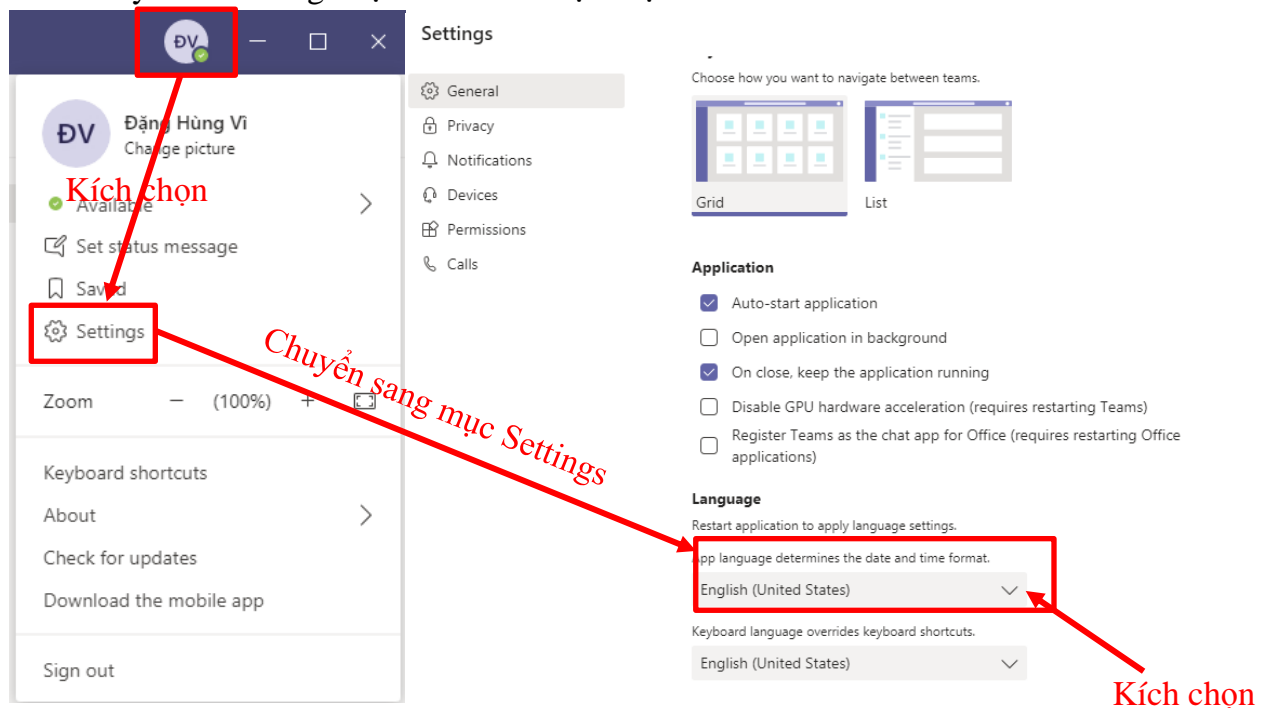 ĐV
Đặng Hùng Vĩ
ĐV
Change picture
Kích chọn
Available
Set status message
Saved
Settings
Zoom − (100%) +
Keyboard shortcuts
About
Check for updates
Download the mobile app
Sign out
Chuyển sang mục Settings
Settings
General
Privacy
Notifications
Devices
Permissions
Calls
Choose how you want to navigate between teams.
Grid List
Application
Auto-start application
Open application in background
On close, keep the application running
Disable GPU hardware acceleration (requires restarting Teams)
Register Teams as the chat app for Office (requires restarting Office
applications)
Language
Restart application to apply language settings.
App language determines the date and time format.
English (United States)
Keyboard language overrides keyboard shortcuts.
English (United States)
Kích chọn